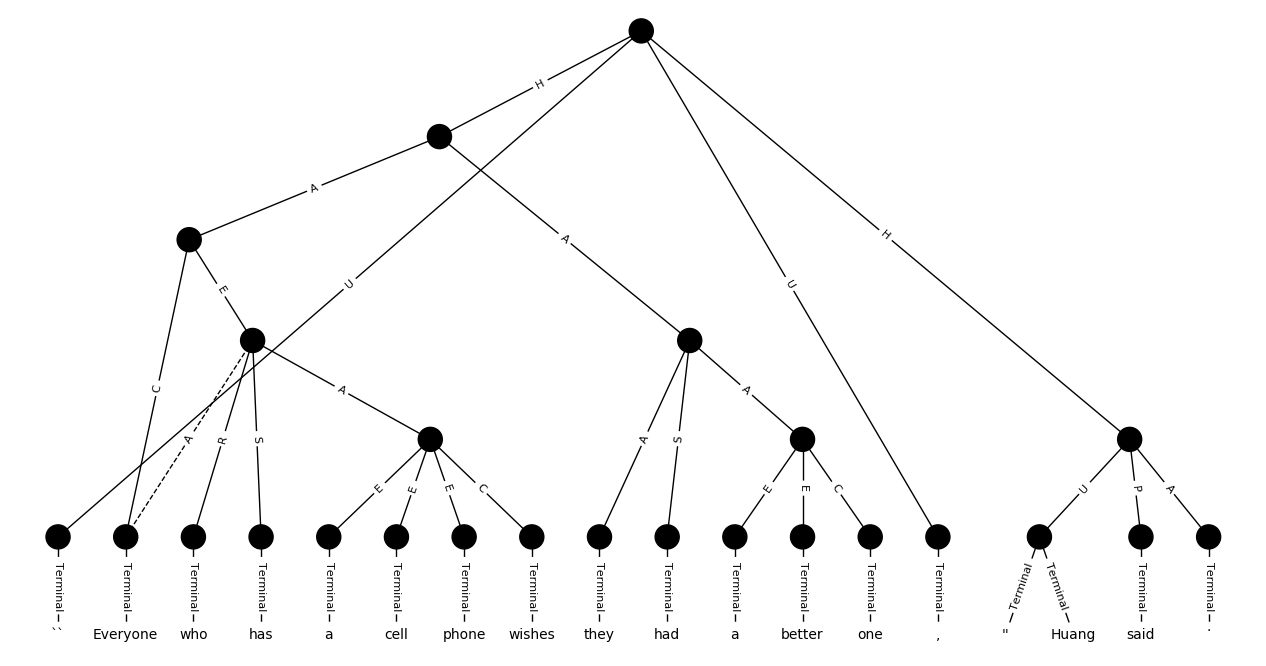 H
A
A
U
U
H
E
C
A
R
S
A
A
S
A
E
E
E
C
E
E
C
U
P
A
Terminal Terminal Terminal Terminal Terminal Terminal Terminal Terminal Terminal Terminal Terminal Terminal Terminal Terminal Terminal Terminal Terminal Terminal
`` Everyone who has a cell phone wishes they had a better one , " Huang said .